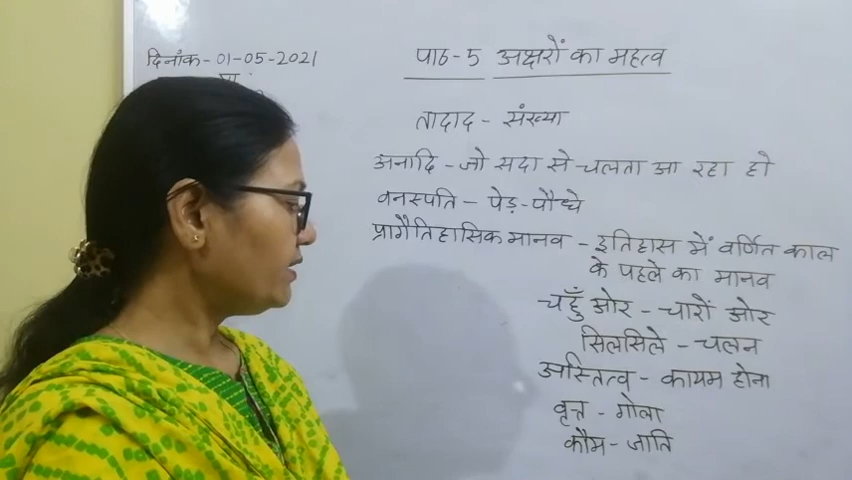 दिनांक - 01-05-2021
पाठ-5 अक्षरों का महत्व
तादाद - संख्या
अनादि - जो सदा से चलता आ रहा हो
वनस्पति - पेड़-पौधे
प्रागैतिहासिक मानव - इतिहास में वर्णित काल
के पहले का मानव
चहुँ ओर - चारों ओर
सिलसिले - चलन
अस्तित्व - कायम होना
वृत्त - गोला
कौम - जाति